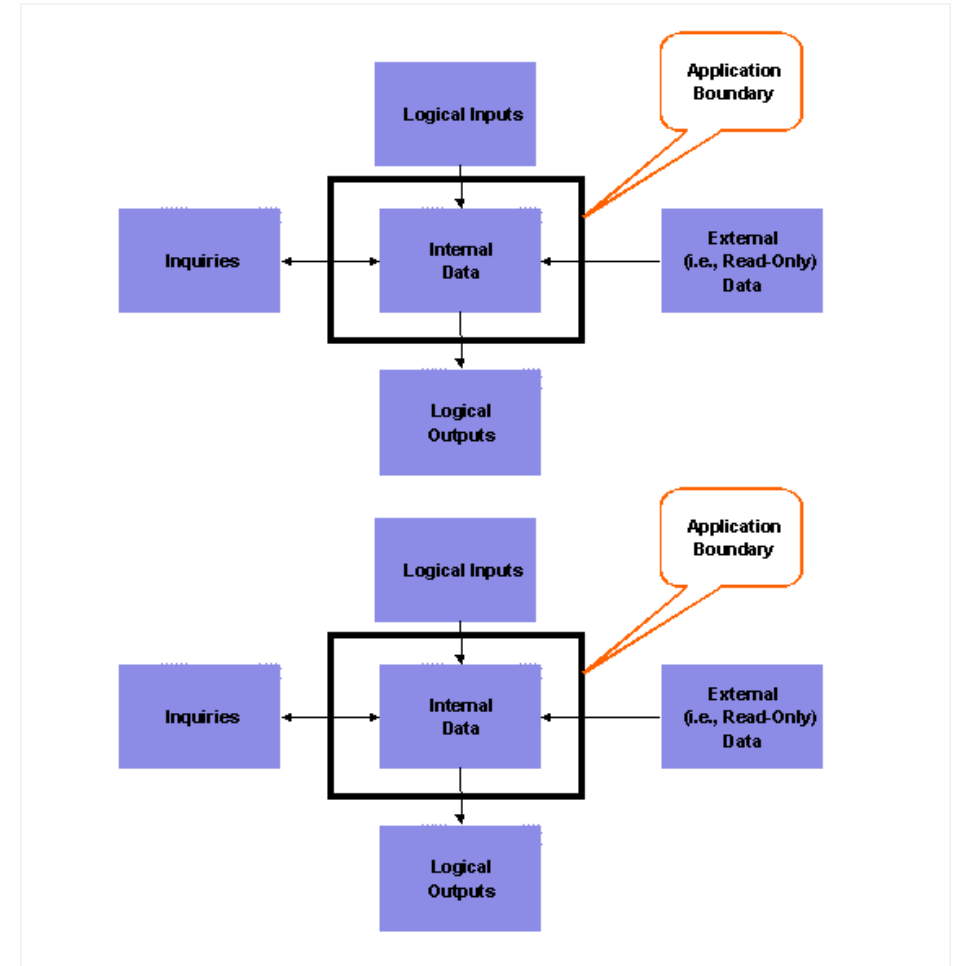 Application
Boundary
Logical Inputs
Inquiries
Internal
Data
External
(i.e., Read-Only)
Data
Logical
Outputs
Application
Boundary
Logical Inputs
Inquiries
Internal
Data
External
(i.e., Read-Only)
Data
Logical
Outputs